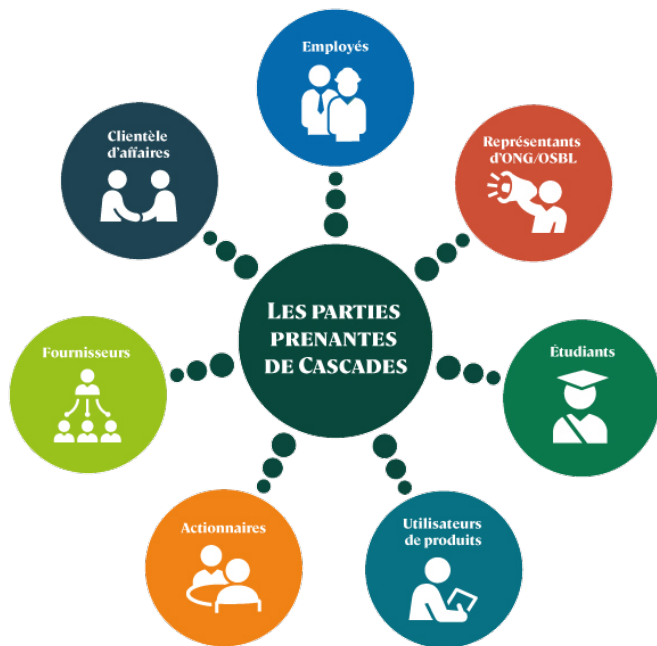 Employés
Clientèle
d'affaires
Représentants
d'ONG/OSBL
LES PARTIES
PRENANTES
DE CASCADES
Fournisseurs
Étudiants
Actionnaires
Utilisateurs
de produits